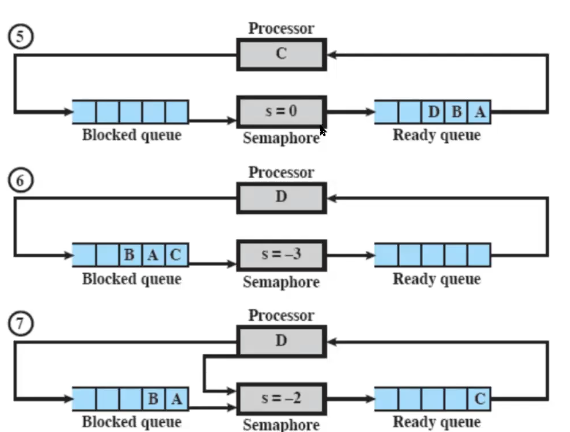 5
Processor
C
s = 0
D B A
Blocked queue
Semaphore
Ready queue
6
Processor
D
B A C
s = –3
Blocked queue
Semaphore
Ready queue
7
Processor
D
B A
s = –2
C
Blocked queue
Semaphore
Ready queue